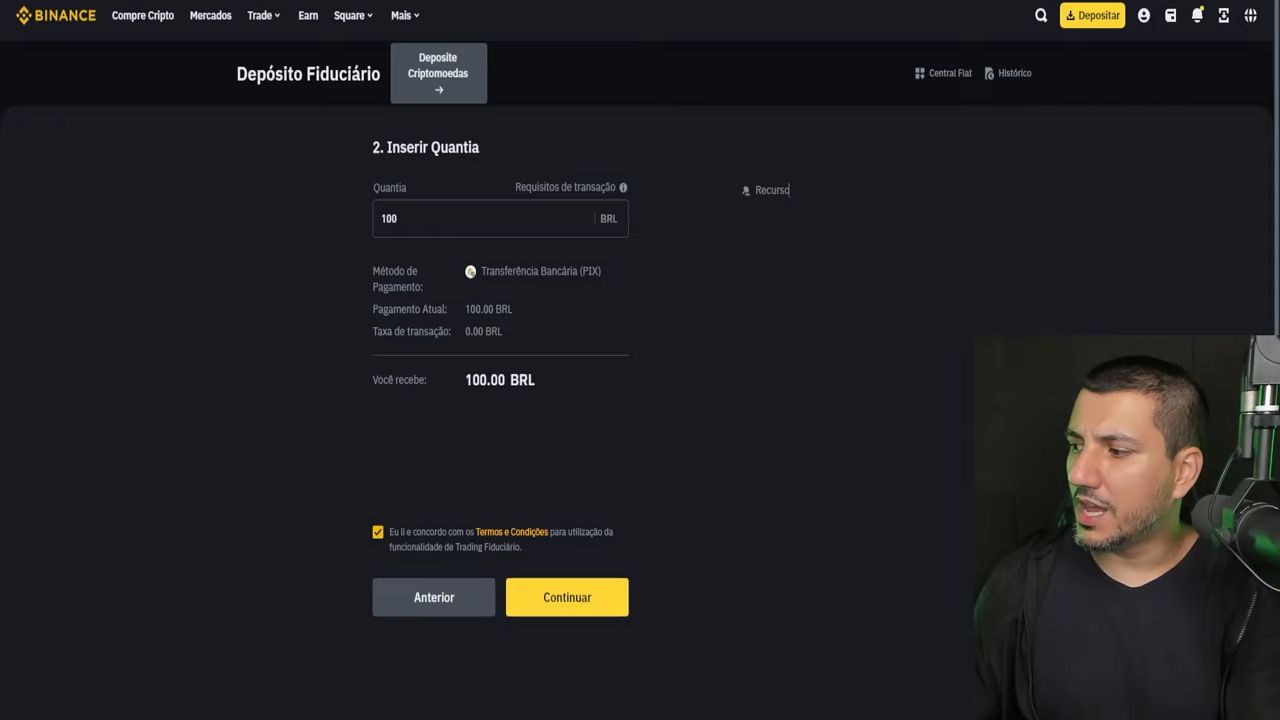 BINANCE Compre Cripto Mercados Trade Earn Square Mais Depositar
Depósito Fiduciário
Deposite
Criptomoedas
→
Central Fiat Histórico
2. Inserir Quantia
Quantia Requisitos de transação
Recurso
100 BRL
Método de
Pagamento:
Transferência Bancária (PIX)
Pagamento Atual: 100.00 BRL
Taxa de transação: 0.00 BRL
Você recebe: 100.00 BRL
Eu li e concordo com os Termos e Condições para utilização da
funcionalidade de Trading Fiduciário.
Anterior Continuar